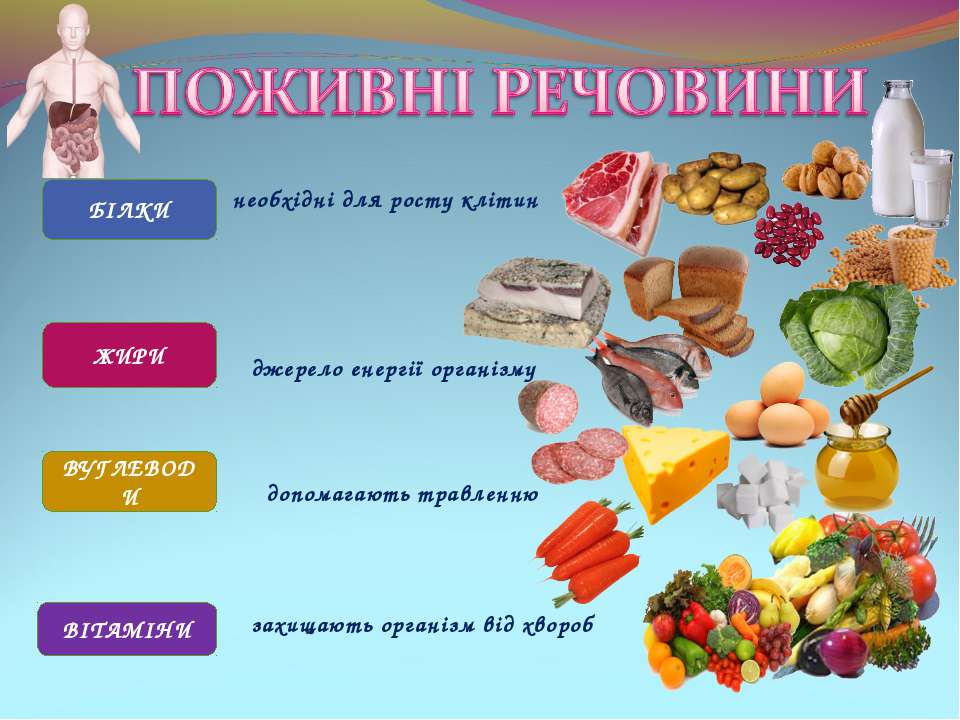 ПОЖИВНІ РЕЧОВИНИ
БІЛКИ
необхідні для росту клітин
ЖИРИ
джерело енергії організму
ВУГЛЕВОД
И
допомагають травленню
ВІТАМІНИ
захищають організм від хвороб